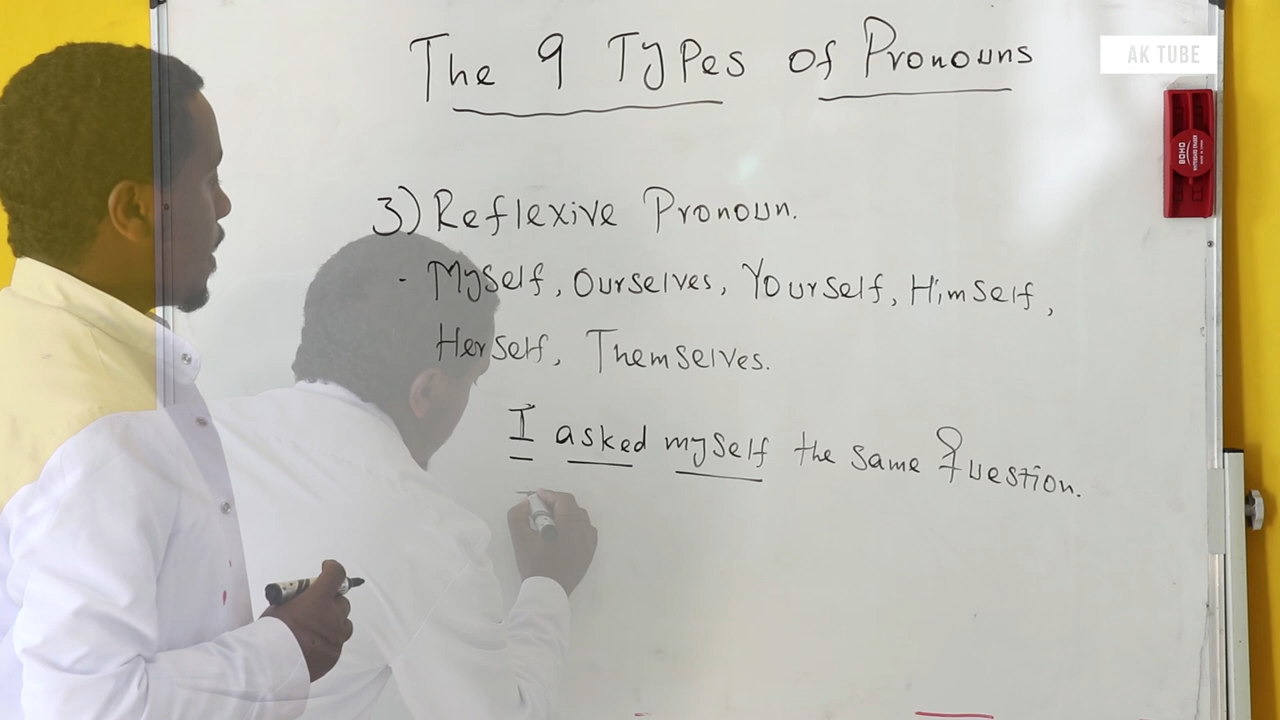 The 9 Types of Pronouns
AK TUBE
3) Reflexive Pronoun.
- Myself, Ourselves, Yourself, Himself,
Herself, Themselves.
I asked myself the same question.
BOHO